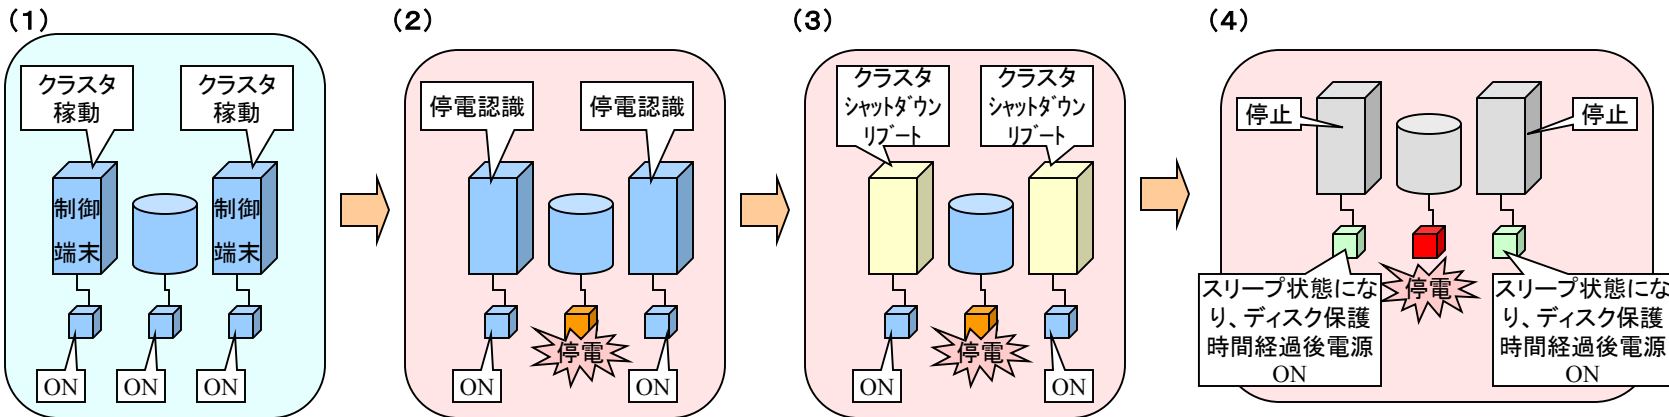 (1)
クラスタ
稼動
クラスタ
稼動
制御
端末
制御
端末
ON
ON
ON
(2)
停電認識
停電認識
停電
ON
ON
(3)
クラスタ
ｼｬｯﾄﾀﾞｳﾝ
ﾘﾌﾞｰﾄ
クラスタ
ｼｬｯﾄﾀﾞｳﾝ
ﾘﾌﾞｰﾄ
停電
ON
ON
(4)
停止
停止
停電
スリープ状態にな
り、ディスク保護
時間経過後電源
ON
スリープ状態にな
り、ディスク保護
時間経過後電源
ON